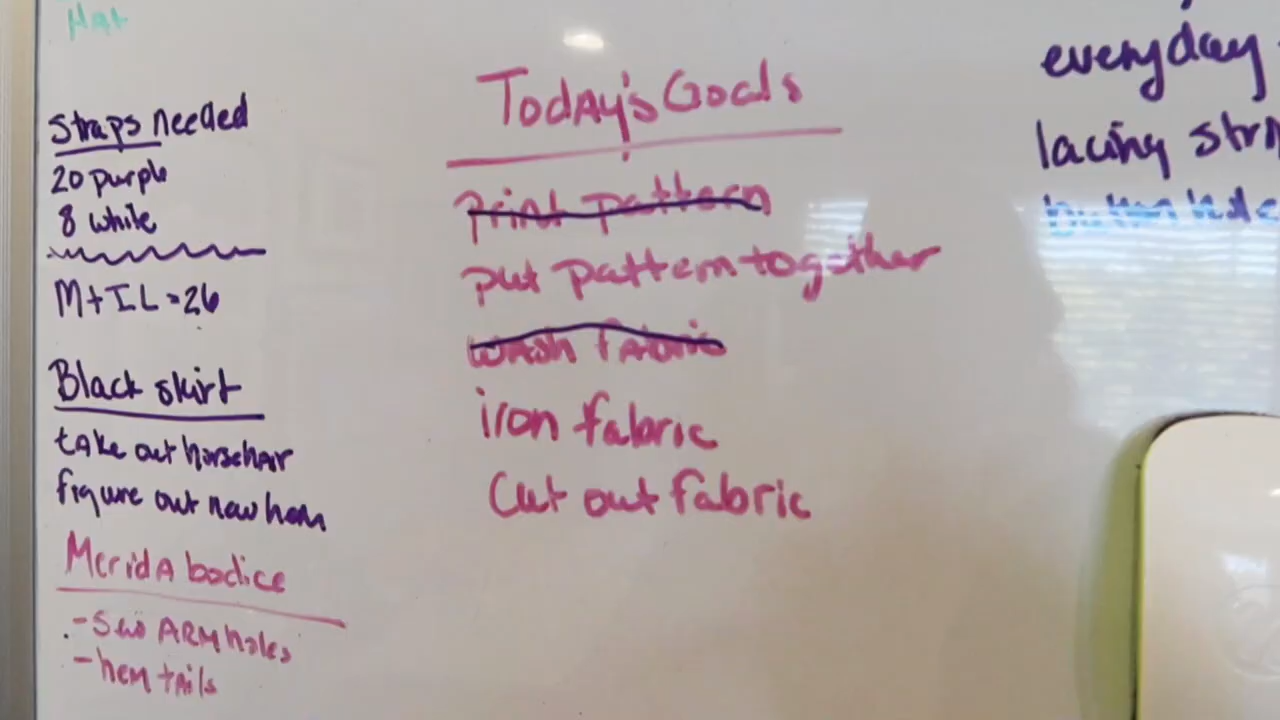 Hat
Straps needed
20 purple
8 white
M+IL=26
Black skirt
take out horsehair
figure out new hem
Merida bodice
- Sew ARM holes
- hem tails
Today's Goals
print pattern
put pattern together
wash fabric
iron fabric
Cut out fabric
everyday
lacing
button